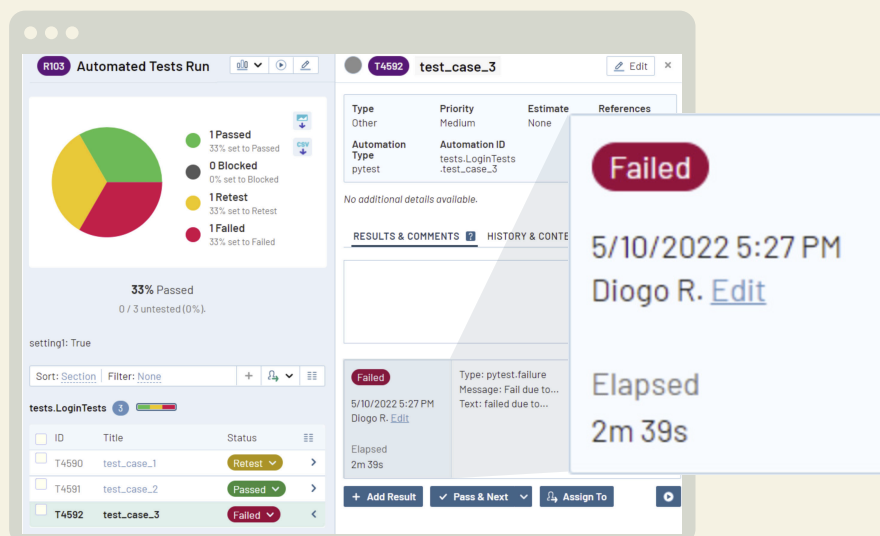 R103 Automated Tests Run
1 Passed
33% set to Passed
0 Blocked
0% set to Blocked
1 Retest
33% set to Retest
1 Failed
33% set to Failed
CSV
33% Passed
0 / 3 untested (0%).
setting1: True
Sort: Section | Filter: None
+
tests.LoginTests 3
ID Title Status
T4590 test_case_1 Retest
T4591 test_case_2 Passed
T4592 test_case_3 Failed
T4592 test_case_3 Edit ×
Type Priority Estimate References
Other Medium None
Automation Type Automation ID
pytest tests.LoginTests
.test_case_3
No additional details available.
RESULTS & COMMENTS ? HISTORY & CONTE
Failed
5/10/2022 5:27 PM
Diogo R. Edit
Elapsed
2m 39s
Type: pytest.failure
Message: Fail due to...
Text: failed due to...
+ Add Result Pass & Next Assign To
Failed
5/10/2022 5:27 PM
Diogo R. Edit
Elapsed
2m 39s